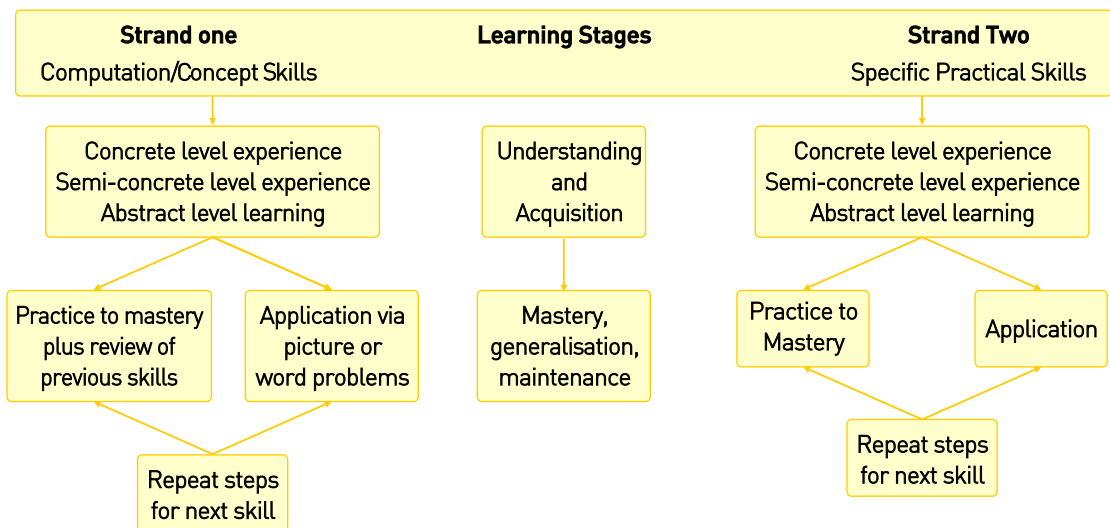 Strand one
Learning Stages
Strand Two
Computation/Concept Skills
Specific Practical Skills
Concrete level experience
Semi-concrete level experience
Abstract level learning
Understanding
and
Acquisition
Concrete level experience
Semi-concrete level experience
Abstract level learning
Practice to mastery
plus review of
previous skills
Application via
picture or
word problems
Mastery,
generalisation,
maintenance
Practice to
Mastery
Application
Repeat steps
for next skill
Repeat steps
for next skill